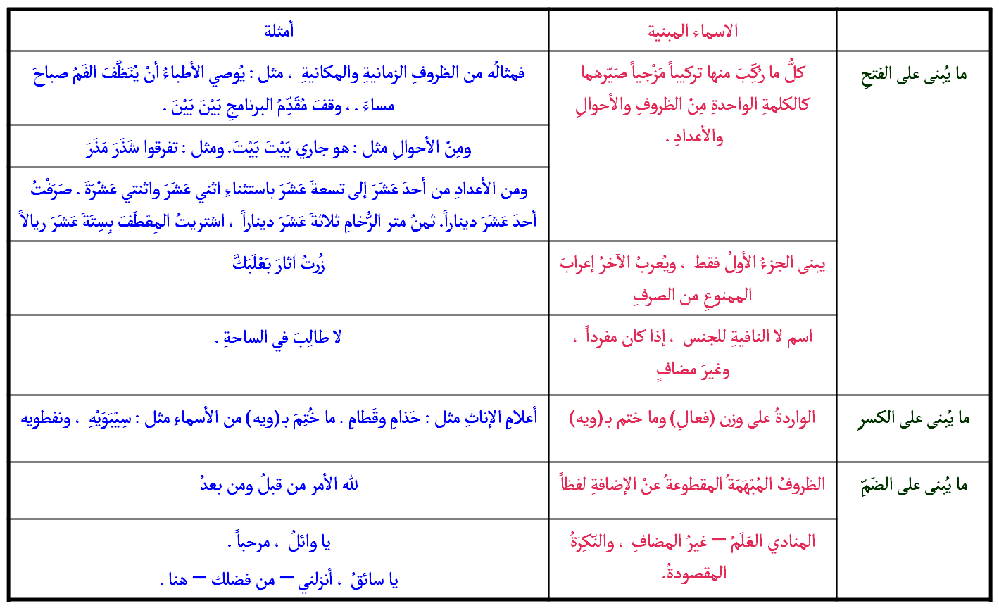 الاسماء المبنية
أمثلة
ما يُبنى على الفتحِ
كلُّ ما رُكِّبَ منها تركيباً مَزْجياً صَيّرهما
كالكلمةِ الواحدةِ مِنْ الظروفِ والأحوالِ
والأعدادِ .
فمثالُه من الظروفِ الزمانيةِ والمكانيةِ ، مثل : يُوصي الأطباءُ أنْ يُنَظَّفَ الفَمُ صباحَ
مساءَ . ، وقفَ مُقَدِّمُ البرنامجِ بَيْنَ بَيْنَ .
ومِنْ الأحوالِ مثل : هو جاري بَيْتَ بَيْتَ. ومثل : تفرقوا شَذَرَ مَذَرَ
ومن الأعدادِ من أحدَ عَشَرَ إلى تسعةَ عَشَرَ باستثناءِ اثني عَشَرَ واثنتي عَشْرَةَ . صَرَفْتُ
أحدَ عَشَرَ ديناراً. ثمنُ متر الرُّخامِ ثلاثةَ عَشَرَ ديناراً ، اشتريتُ المِعْطَفَ بِستَةَ عَشَرَ ريالاً
يبنى الجزءُ الأولُ فقط ، ويُعربُ الآخرُ إعرابَ
الممنوعِ من الصرفِ
زُرتُ آثارَ بَعْلَبَكَّ
اسم لا النافيةِ للجنس ، إذا كان مفرداً ،
وغيرَ مضافٍ
لا طالِبَ في الساحةِ .
ما يُبنى على الكسرِ
الواردةُ على وزن (فعالِ) وما ختم بـ (ويه)
أعلامِ الإناثِ مثل : حَذامِ وقَطامِ . ما خُتِمَ بـ (ويه) من الأسماءِ مثل : سِيْبَوَيْهِ ، ونفطويه
ما يُبنى على الضَمِّ
الظروفُ المُبْهَمَةُ المقطوعةُ عنْ الإضافةِ لفظاً
لله الأمر من قبلُ ومن بعدُ
المنادي العَلَمُ – غيرُ المضافِ ، والنّكِرَةُ
المقصودةُ.
يا وائلُ ، مرحباً .
يا سائقُ ، أنزلني – من فضلك – هنا .